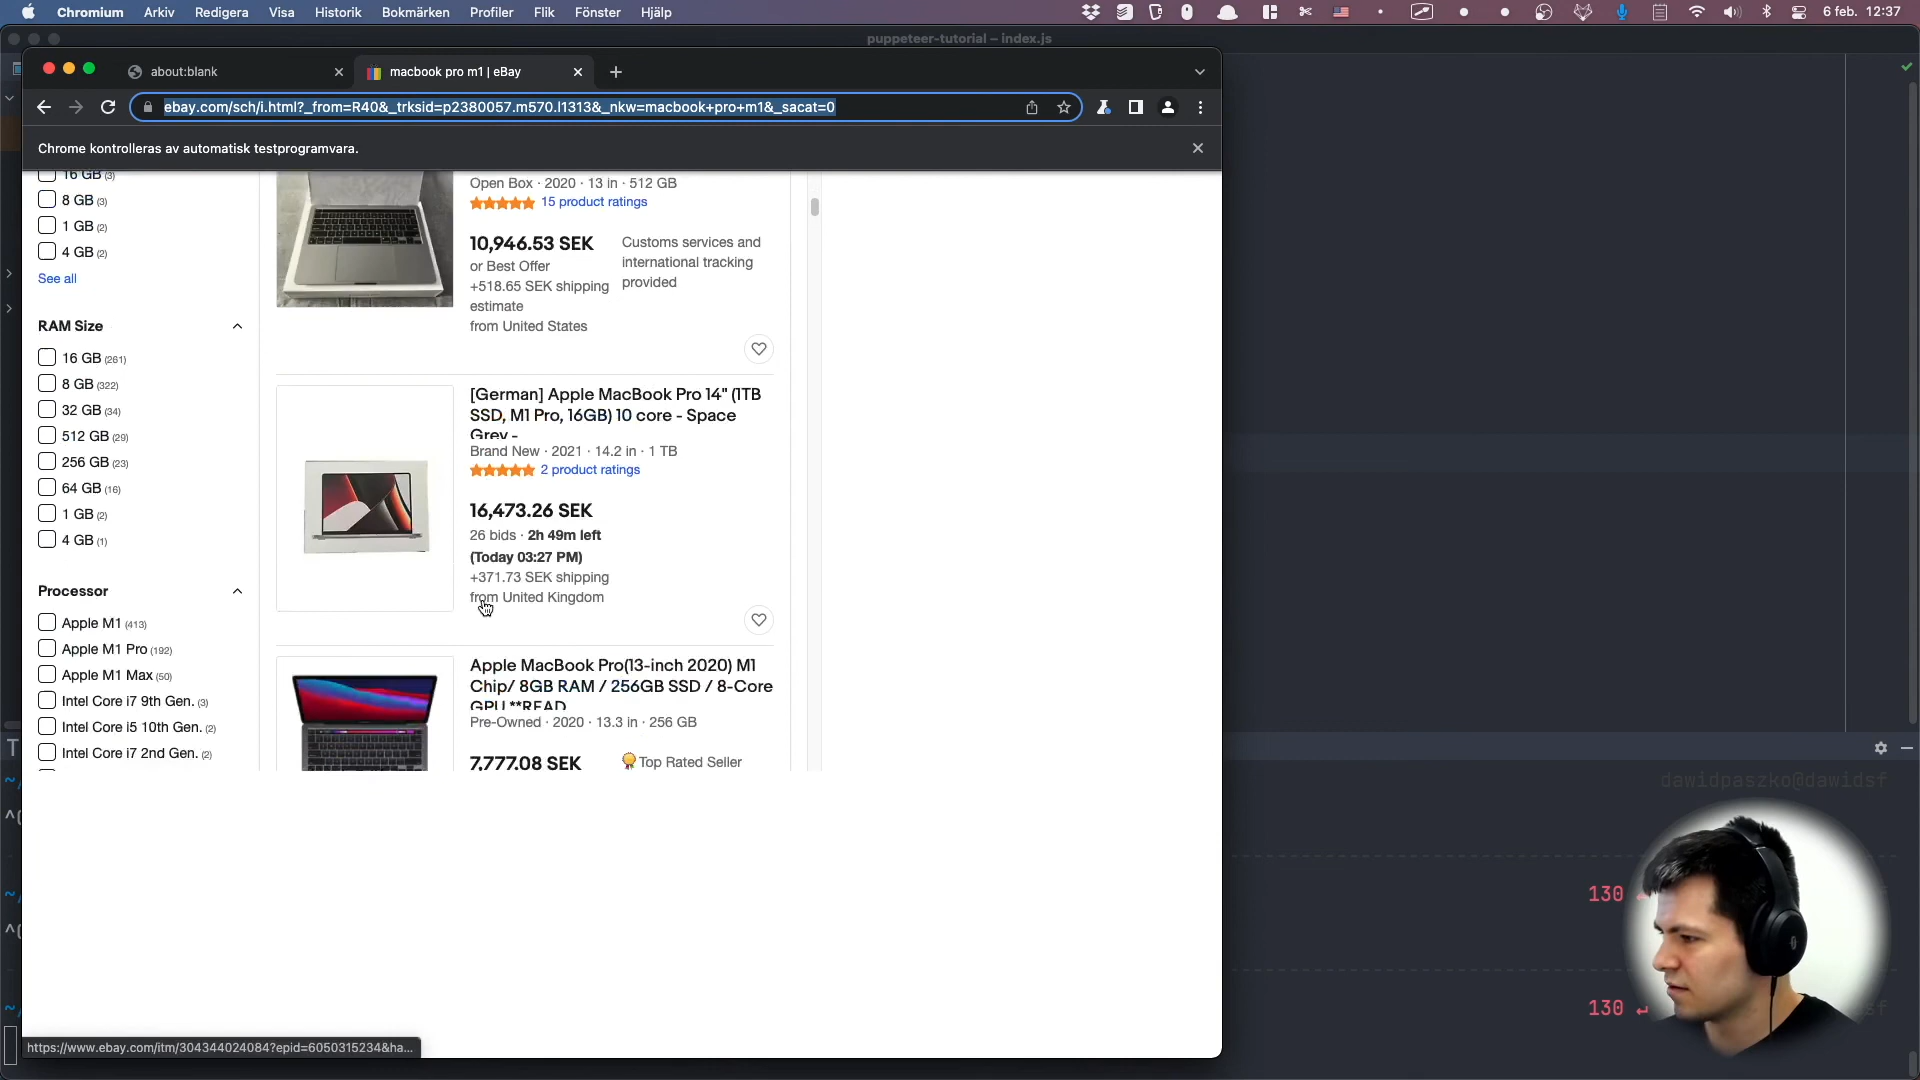 Chromium Arkiv Redigera Visa Historik Bokmärken Profiler Flik Fönster Hjälp 6 feb. 12:37
puppeteer-tutorial – index.js
about:blank
macbook pro m1 | eBay
ebay.com/sch/i.html?_from=R40&_trksid=p2380057.m570.l1313&_nkw=macbook+pro+m1&_sacat=0
Chrome kontrolleras av automatisk testprogramvara.
16 GB (3)
8 GB (3)
1 GB (2)
4 GB (2)
See all
RAM Size
16 GB (261)
8 GB (322)
32 GB (34)
512 GB (29)
256 GB (23)
64 GB (16)
1 GB (2)
4 GB (1)
Processor
Apple M1 (413)
Apple M1 Pro (192)
Apple M1 Max (50)
Intel Core i7 9th Gen. (3)
Intel Core i5 10th Gen. (2)
Intel Core i7 2nd Gen. (2)
Open Box · 2020 · 13 in · 512 GB
15 product ratings
10,946.53 SEK
or Best Offer
+518.65 SEK shipping
estimate
from United States
Customs services and
international tracking
provided
[German] Apple MacBook Pro 14" (1TB
SSD, M1 Pro, 16GB) 10 core - Space
Grey -
Brand New · 2021 · 14.2 in · 1 TB
2 product ratings
16,473.26 SEK
26 bids · 2h 49m left
(Today 03:27 PM)
+371.73 SEK shipping
from United Kingdom
Apple MacBook Pro(13-inch 2020) M1
Chip/ 8GB RAM / 256GB SSD / 8-Core
GPU **READ
Pre-Owned · 2020 · 13.3 in · 256 GB
7,777.08 SEK
Top Rated Seller
https://www.ebay.com/itm/304344024084?epid=6050315234&ha...
T
~/
dawidpaszko@dawidsf
^(
~/
130 ↵
^(
~/
130 ↵
sf